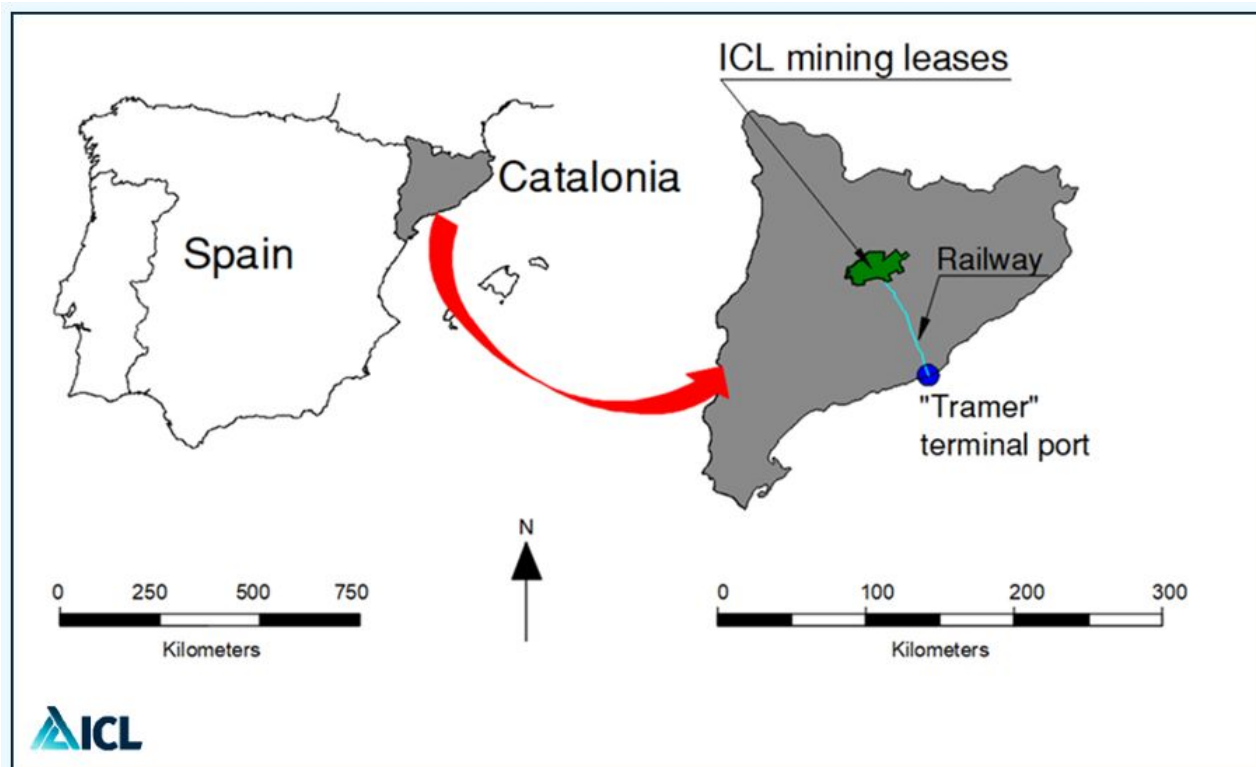 ICL mining leases
Catalonia
Spain
Railway
"Tramer"
terminal port
N
0 250 500 750
Kilometers
0 100 200 300
Kilometers
ICL